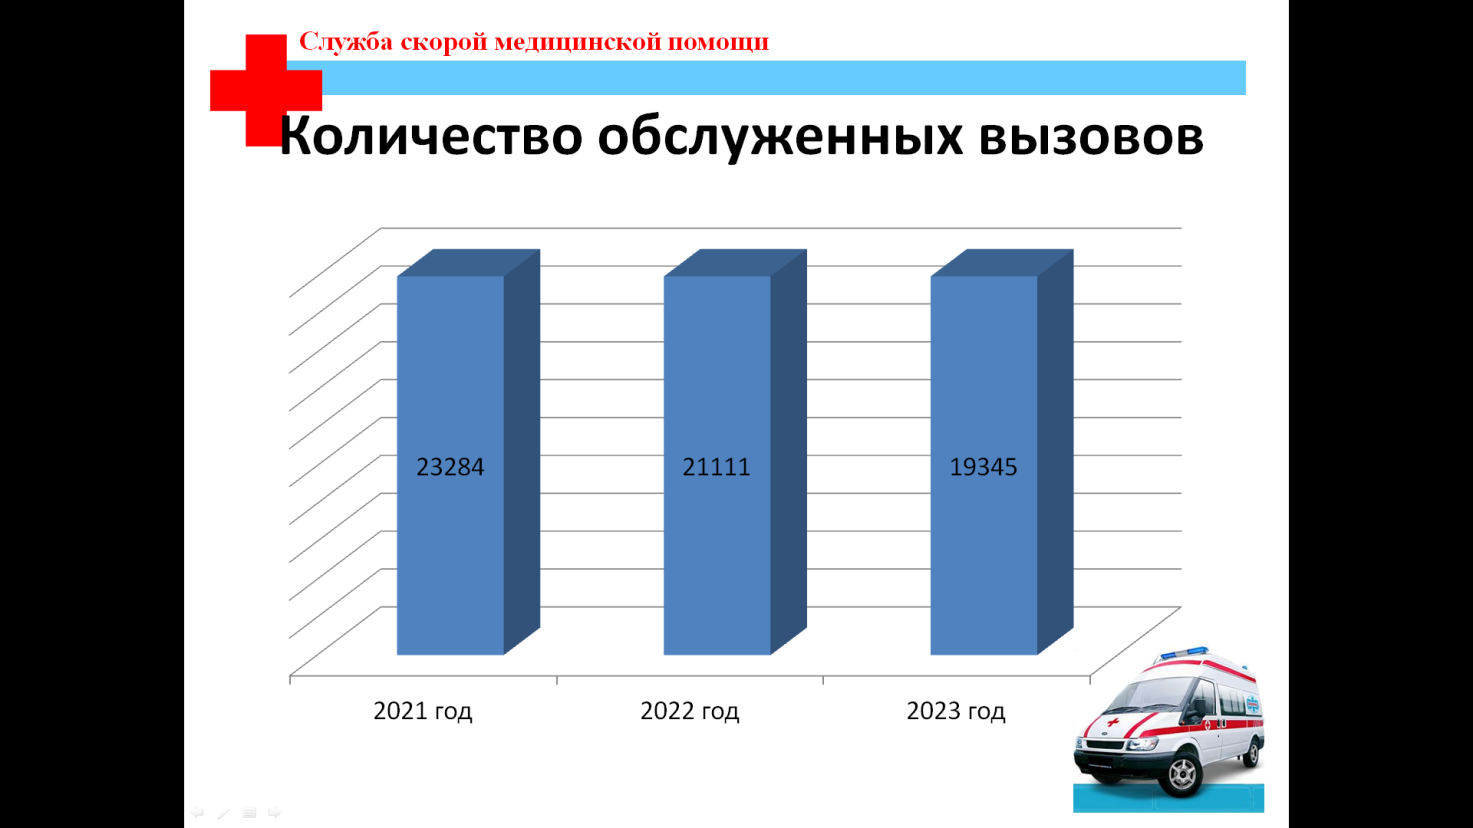 Служба скорой медицинской помощи
Количество обслуженных вызовов
23284
21111
19345
2021 год
2022 год
2023 год